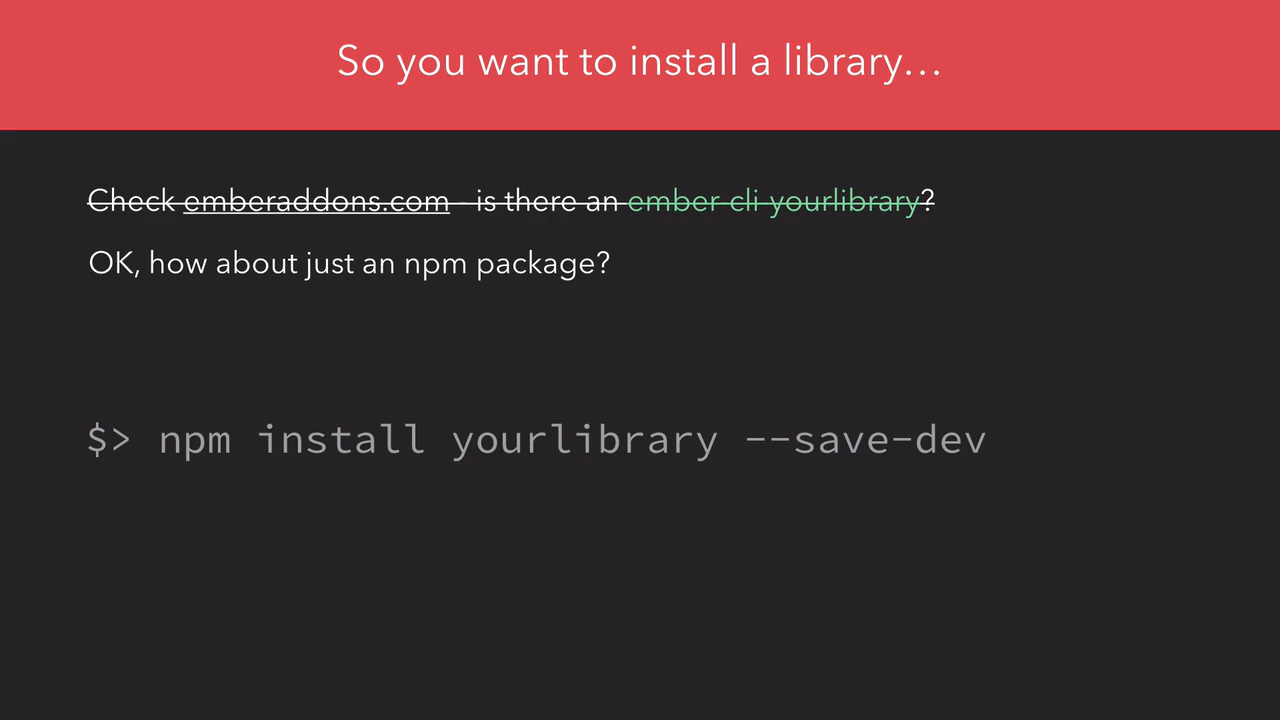 So you want to install a library…
Check emberaddons.com - is there an ember-cli-yourlibrary?
OK, how about just an npm package?
$> npm install yourlibrary --save-dev